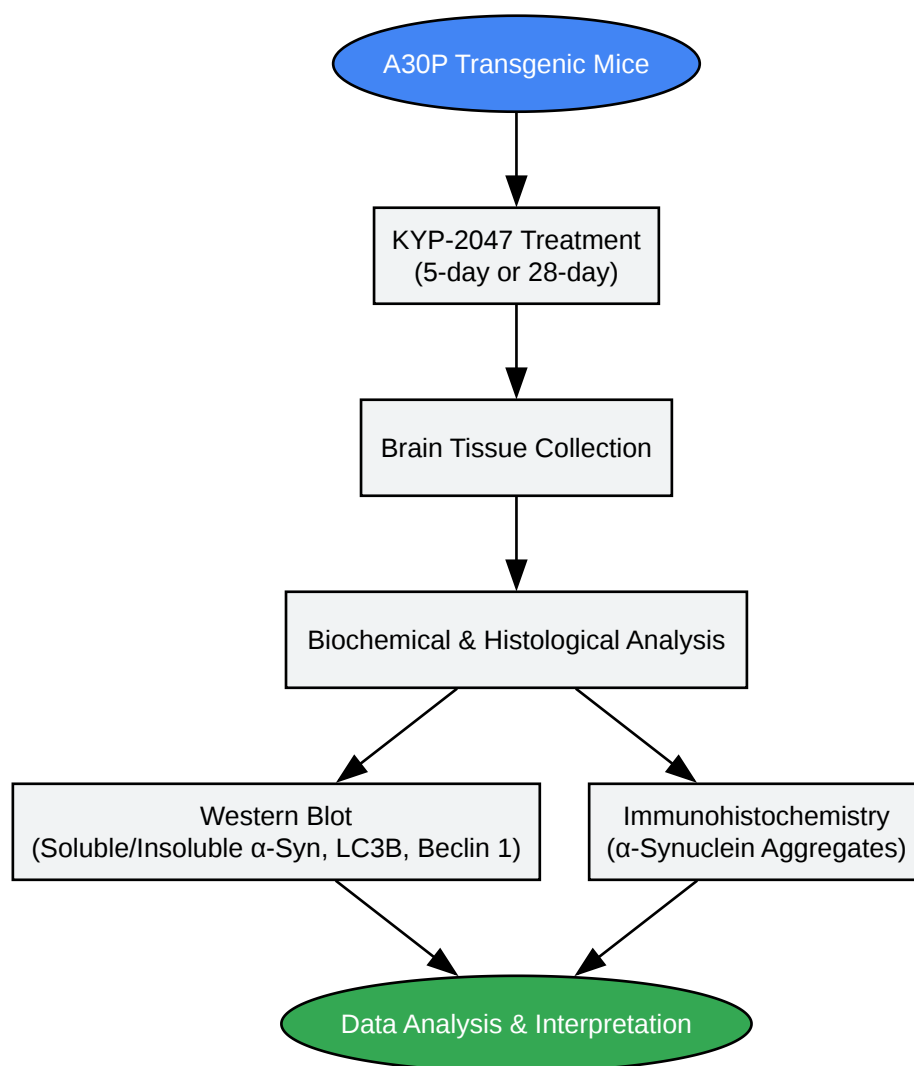 A30P Transgenic Mice
KYP-2047 Treatment
(5-day or 28-day)
Brain Tissue Collection
Biochemical & Histological Analysis
Western Blot
(Soluble/Insoluble α-Syn, LC3B, Beclin 1)
Immunohistochemistry
(α-Synuclein Aggregates)
Data Analysis & Interpretation